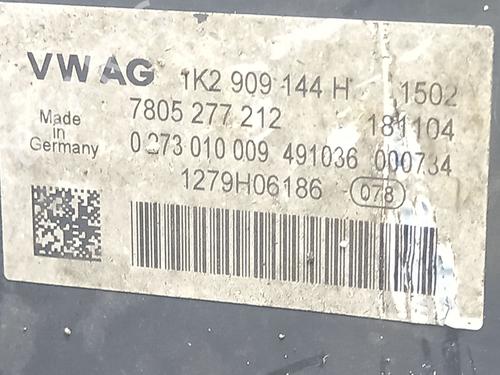 VW AG 1K2 909 144 H 1502
Made in Germany
7805 277 212 181104
0 273 010 009 491036 000734
1279H06186 078